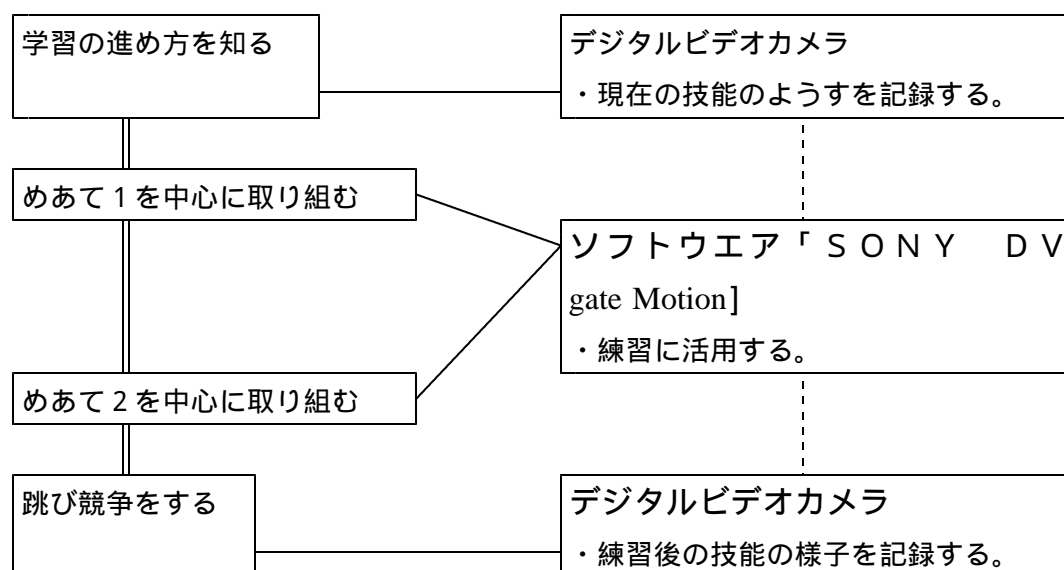 学習の進め方を知る
デジタルビデオカメラ
・現在の技能のようすを記録する。
めあて1を中心に取り組む
ソフトウエア「ＳＯＮＹ　ＤＶ
gate Motion]
・練習に活用する。
めあて2を中心に取り組む
跳び競争をする
デジタルビデオカメラ
・練習後の技能の様子を記録する。